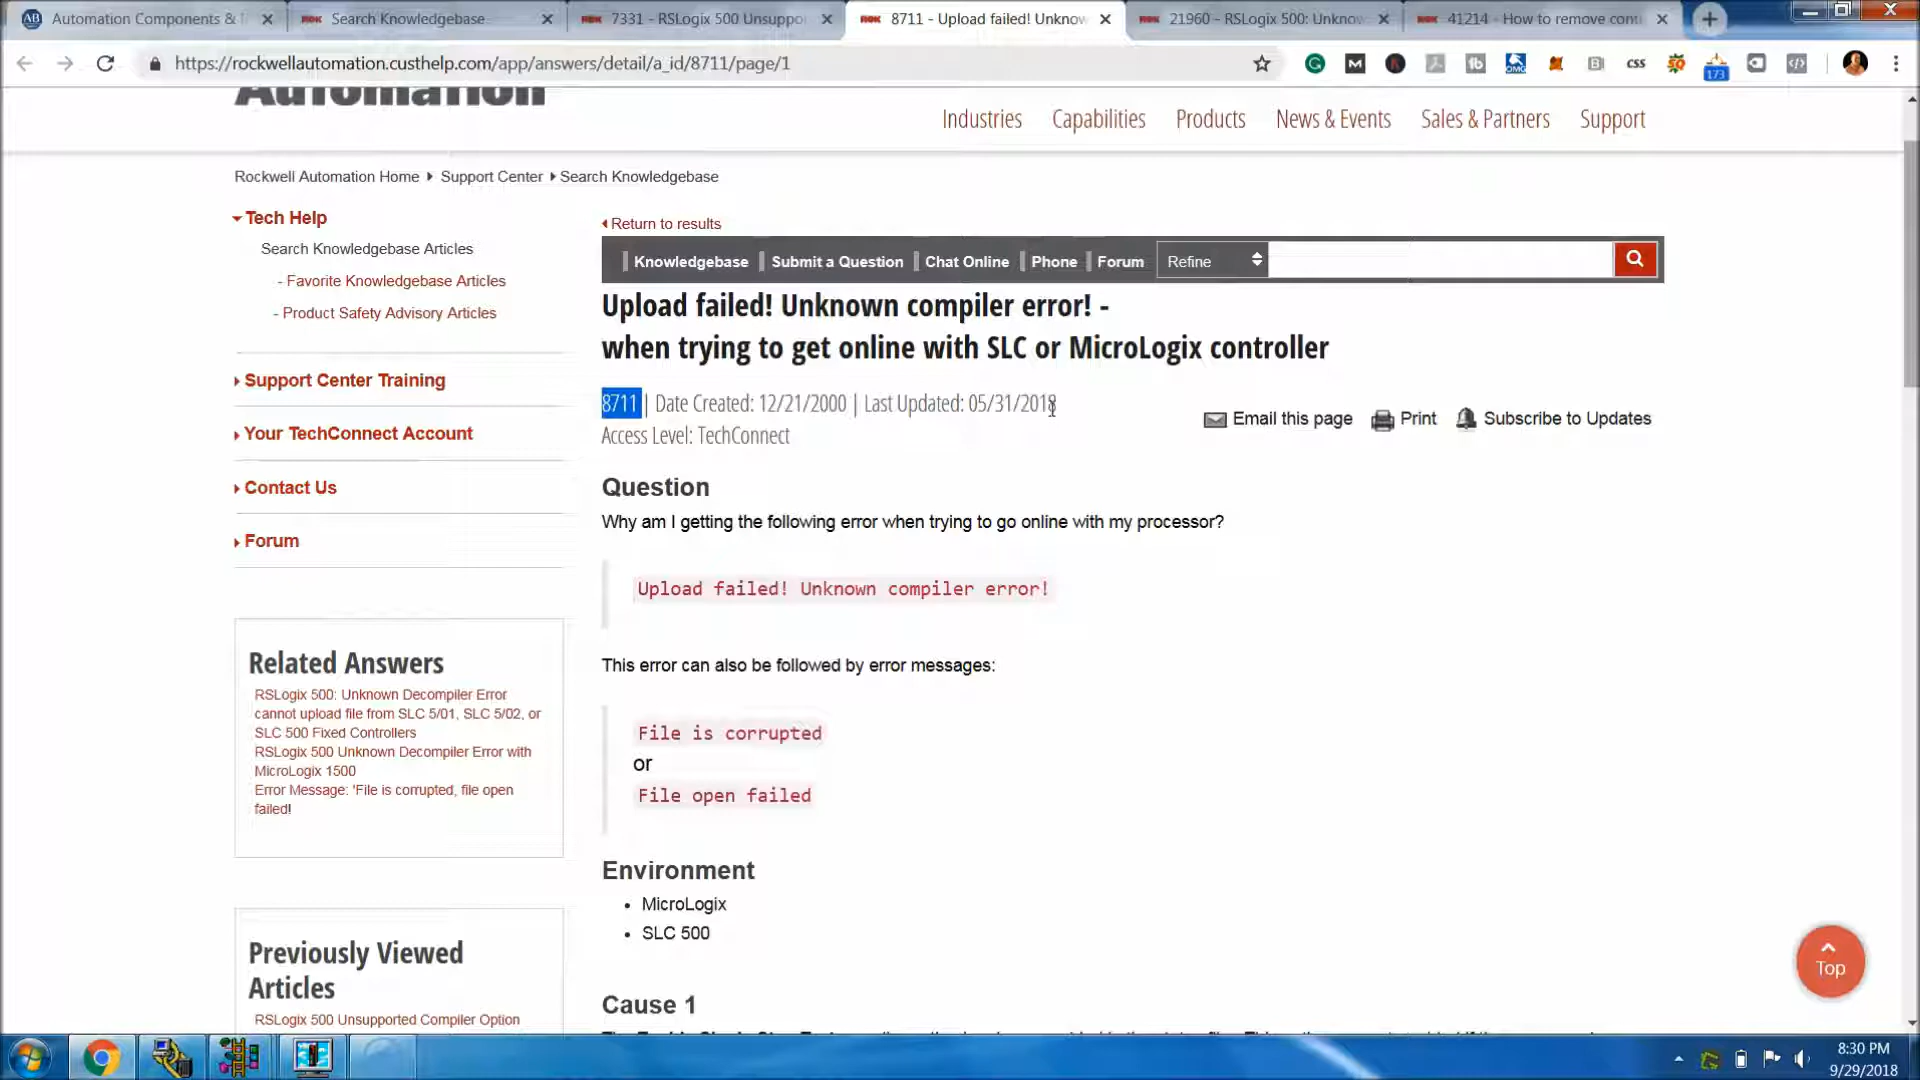 Automation Components & I
Search Knowledgebase
7331 - RSLogix 500 Unsuppo
8711 - Upload failed! Unknow
21960 - RSLogix 500: Unknow
41214 - How to remove cont
https://rockwellautomation.custhelp.com/app/answers/detail/a_id/8711/page/1
173
CSS
Automation
Industries Capabilities Products News & Events Sales & Partners Support
Rockwell Automation Home Support Center Search Knowledgebase
Tech Help
Search Knowledgebase Articles
- Favorite Knowledgebase Articles
- Product Safety Advisory Articles
Support Center Training
Your TechConnect Account
Contact Us
Forum
Related Answers
RSLogix 500: Unknown Decompiler Error
cannot upload file from SLC 5/01, SLC 5/02, or
SLC 500 Fixed Controllers
RSLogix 500 Unknown Decompiler Error with
MicroLogix 1500
Error Message: 'File is corrupted, file open
failed!
Previously Viewed
Articles
RSLogix 500 Unsupported Compiler Option
Return to results
Knowledgebase Submit a Question Chat Online Phone Forum Refine
Upload failed! Unknown compiler error! -
when trying to get online with SLC or MicroLogix controller
8711 | Date Created: 12/21/2000 | Last Updated: 05/31/2018
Access Level: TechConnect
Email this page Print Subscribe to Updates
Question
Why am I getting the following error when trying to go online with my processor?
Upload failed! Unknown compiler error!
This error can also be followed by error messages:
File is corrupted
or
File open failed
Environment
• MicroLogix
• SLC 500
Cause 1
Top
8:30 PM
9/29/2018